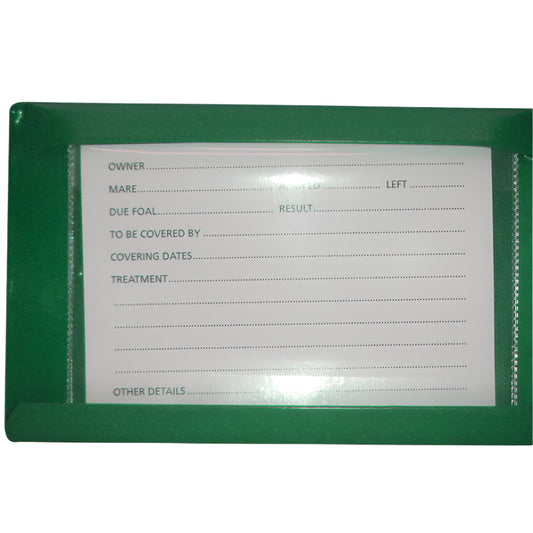 OWNER
MARE LEFT
DUE FOAL RESULT
TO BE COVERED BY
COVERING DATES
TREATMENT
OTHER DETAILS